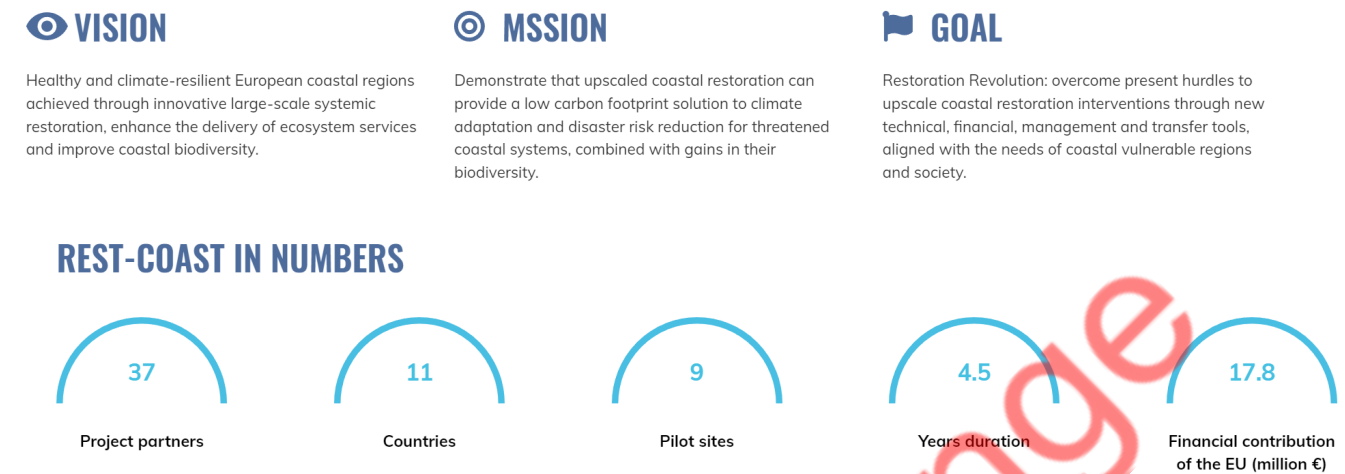 VISION
Healthy and climate-resilient European coastal regions
achieved through innovative large-scale systemic
restoration, enhance the delivery of ecosystem services
and improve coastal biodiversity.
MSSION
Demonstrate that upscaled coastal restoration can
provide a low carbon footprint solution to climate
adaptation and disaster risk reduction for threatened
coastal systems, combined with gains in their
biodiversity.
GOAL
Restoration Revolution: overcome present hurdles to
upscale coastal restoration interventions through new
technical, financial, management and transfer tools,
aligned with the needs of coastal vulnerable regions
and society.
REST-COAST IN NUMBERS
37
Project partners
11
Countries
9
Pilot sites
4.5
Years duration
17.8
Financial contribution
of the EU (million €)
nge